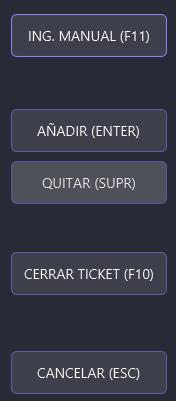 ING. MANUAL (F11)
AÑADIR (ENTER)
QUITAR (SUPR)
CERRAR TICKET (F10)
CANCELAR (ESC)